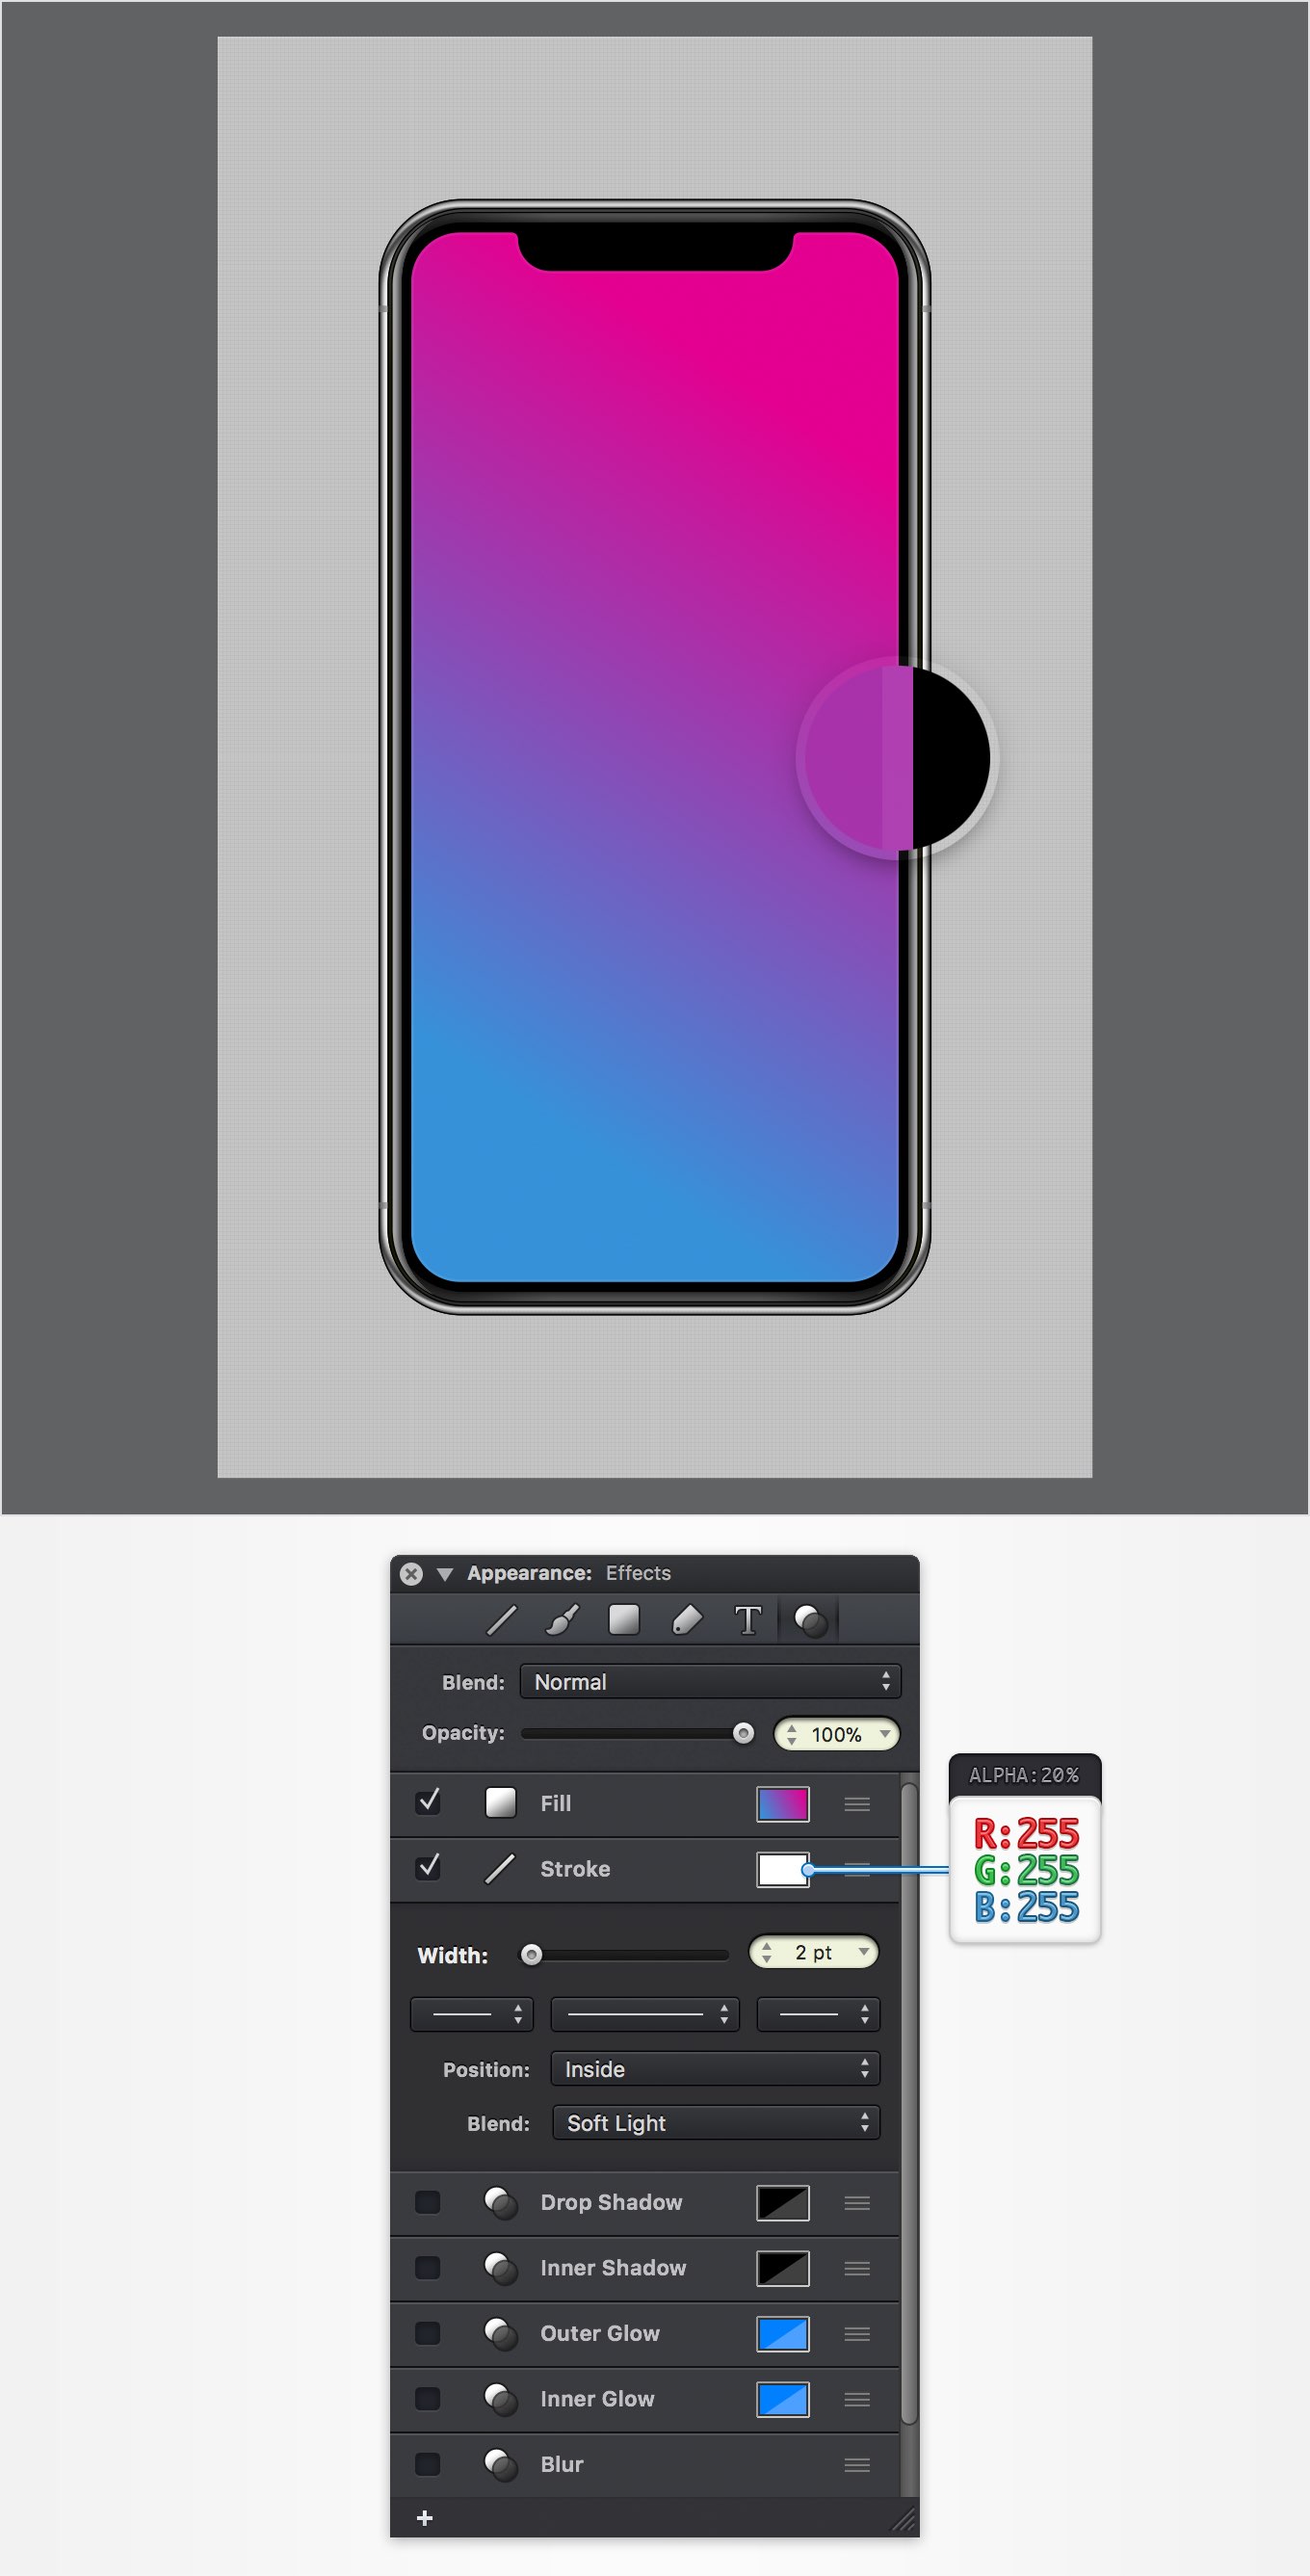 Appearance: Effects
T
Blend: Normal
Opacity: 100%
Fill
Stroke
ALPHA:20%
R:255
G:255
B:255
Width: 2 pt
Position: Inside
Blend: Soft Light
Drop Shadow
Inner Shadow
Outer Glow
Inner Glow
Blur